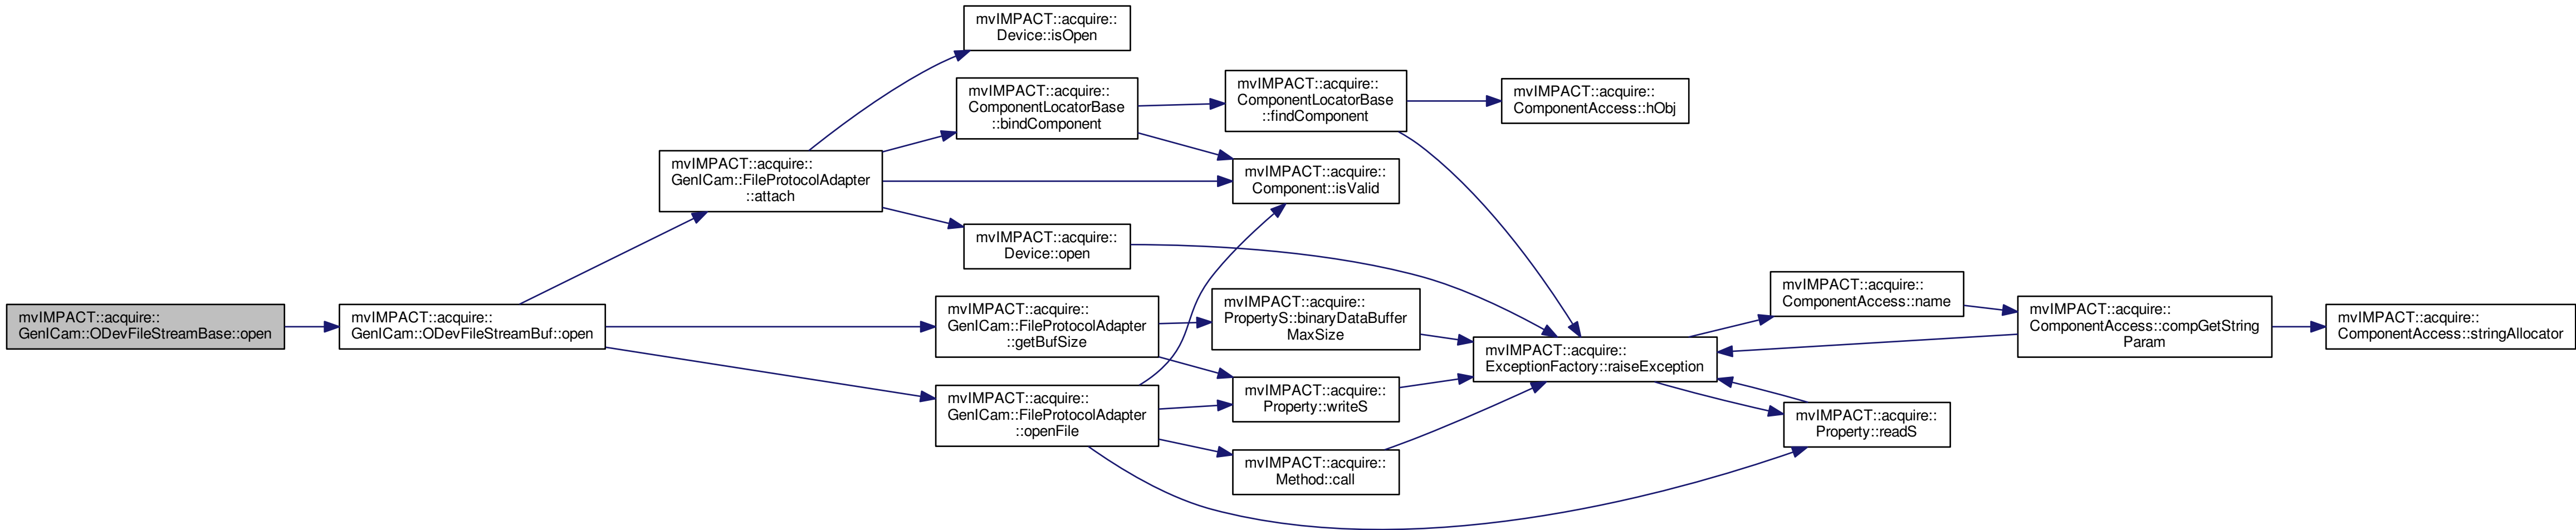 mvIMPACT::acquire::
GenICam::ODevFileStreamBase::open
mvIMPACT::acquire::
GenICam::ODevFileStreamBuf::open
mvIMPACT::acquire::
GenICam::FileProtocolAdapter
::attach
mvIMPACT::acquire::
Device::isOpen
mvIMPACT::acquire::
ComponentLocatorBase
::bindComponent
mvIMPACT::acquire::
ComponentLocatorBase
::findComponent
mvIMPACT::acquire::
ComponentAccess::hObj
mvIMPACT::acquire::
Component::isValid
mvIMPACT::acquire::
Device::open
mvIMPACT::acquire::
GenICam::FileProtocolAdapter
::getBufSize
mvIMPACT::acquire::
PropertyS::binaryDataBuffer
MaxSize
mvIMPACT::acquire::
GenICam::FileProtocolAdapter
::openFile
mvIMPACT::acquire::
Property::writeS
mvIMPACT::acquire::
Method::call
mvIMPACT::acquire::
ExceptionFactory::raiseException
mvIMPACT::acquire::
ComponentAccess::name
mvIMPACT::acquire::
ComponentAccess::compGetString
Param
mvIMPACT::acquire::
ComponentAccess::stringAllocator
mvIMPACT::acquire::
Property::readS